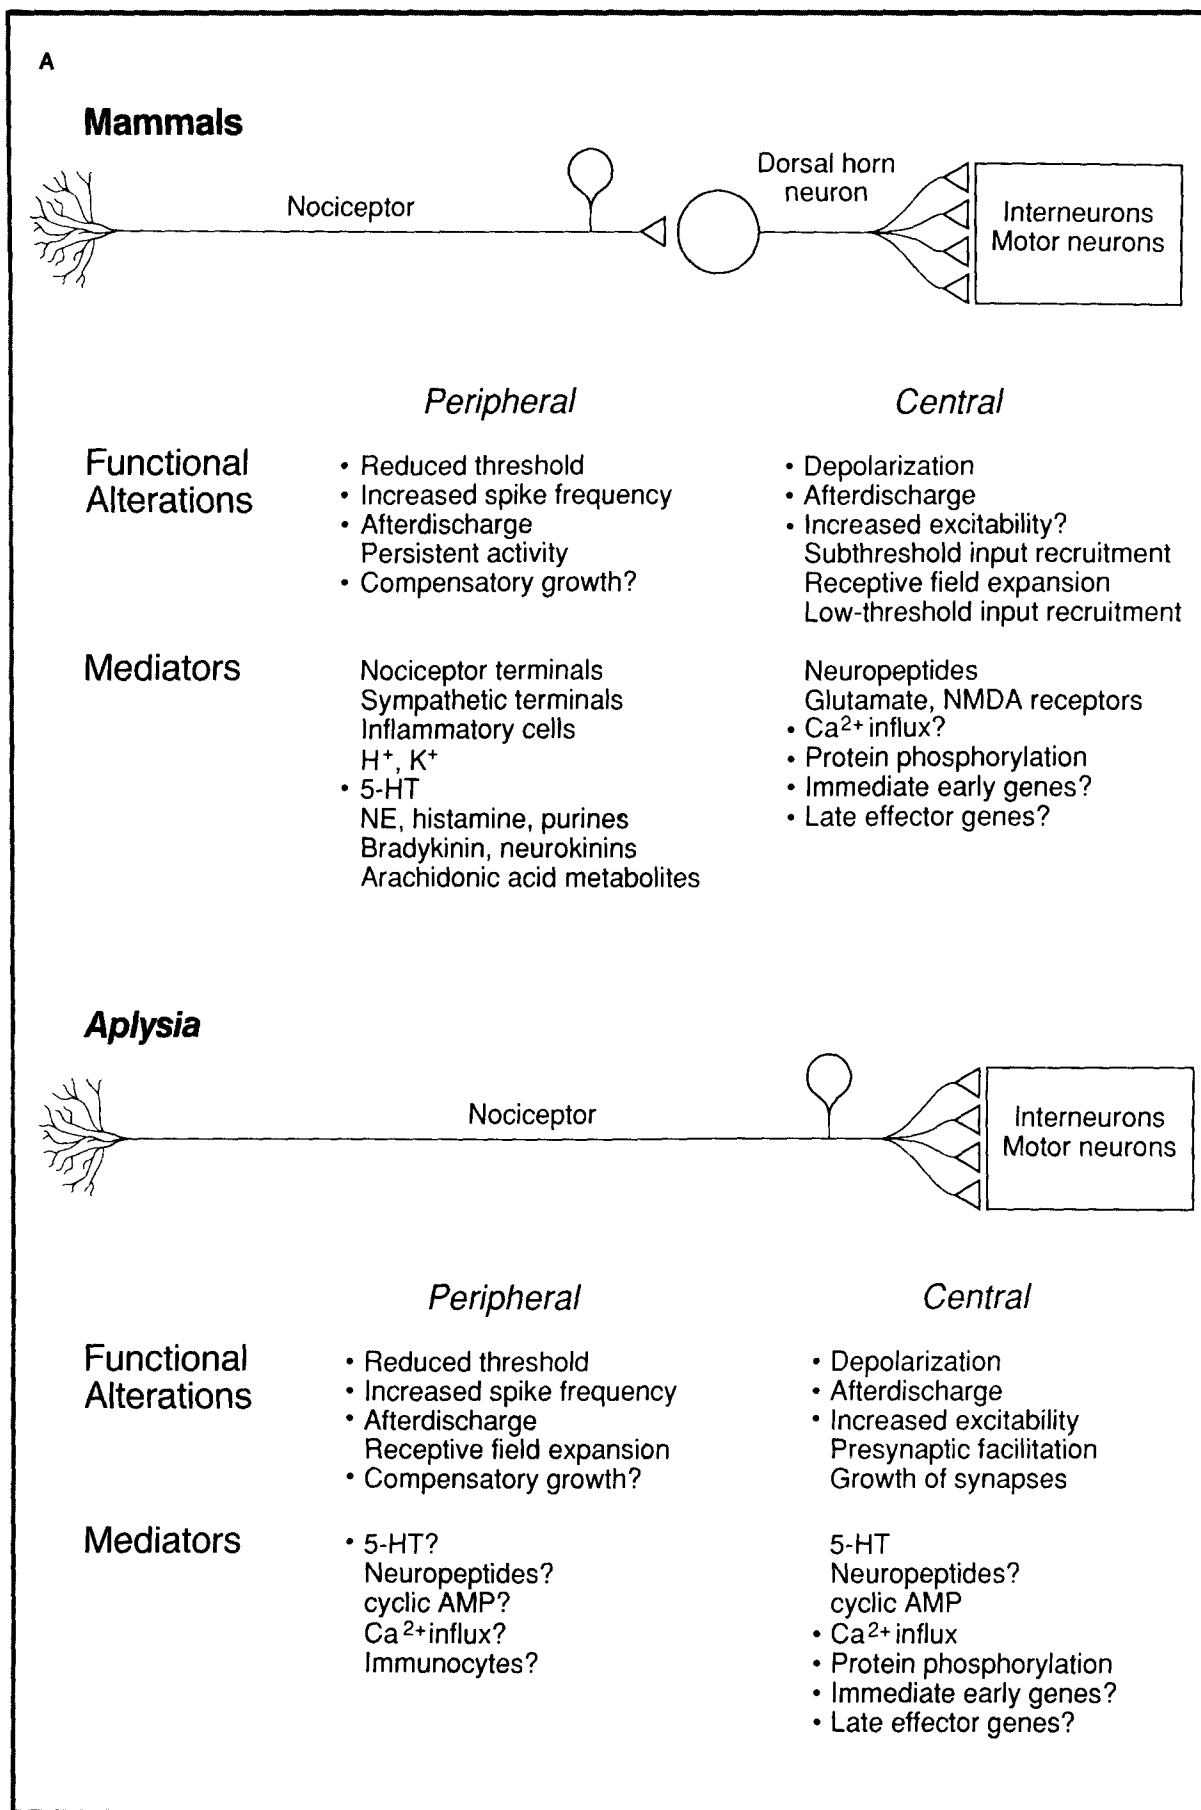 A
Mammals
Nociceptor
Dorsal horn
neuron
Interneurons
Motor neurons
Peripheral
Central
Functional
Alterations
• Reduced threshold
• Increased spike frequency
• Afterdischarge
Persistent activity
• Compensatory growth?
• Depolarization
• Afterdischarge
• Increased excitability?
Subthreshold input recruitment
Receptive field expansion
Low-threshold input recruitment
Mediators
Nociceptor terminals
Sympathetic terminals
Inflammatory cells
H⁺, K⁺
• 5-HT
NE, histamine, purines
Bradykinin, neurokinins
Arachidonic acid metabolites
Neuropeptides
Glutamate, NMDA receptors
• Ca²⁺ influx?
• Protein phosphorylation
• Immediate early genes?
• Late effector genes?
Aplysia
Nociceptor
Interneurons
Motor neurons
Peripheral
Central
Functional
Alterations
• Reduced threshold
• Increased spike frequency
• Afterdischarge
Receptive field expansion
• Compensatory growth?
• Depolarization
• Afterdischarge
• Increased excitability
Presynaptic facilitation
Growth of synapses
Mediators
• 5-HT?
Neuropeptides?
cyclic AMP?
Ca²⁺ influx?
Immunocytes?
5-HT
Neuropeptides?
cyclic AMP
• Ca²⁺ influx
• Protein phosphorylation
• Immediate early genes?
• Late effector genes?